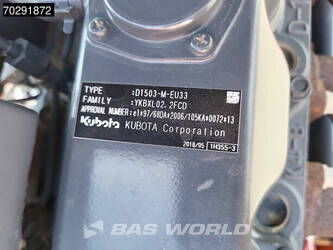 70291872
TYPE :D1503-M-EU33
FAMILY :YKBXL02.2FCD
APPROVAL NUMBER:e1*97/68DA*2006/105KA*0072*13
Kubota KUBOTA Corporation
2018/05 1H355-3
BAS WORLD